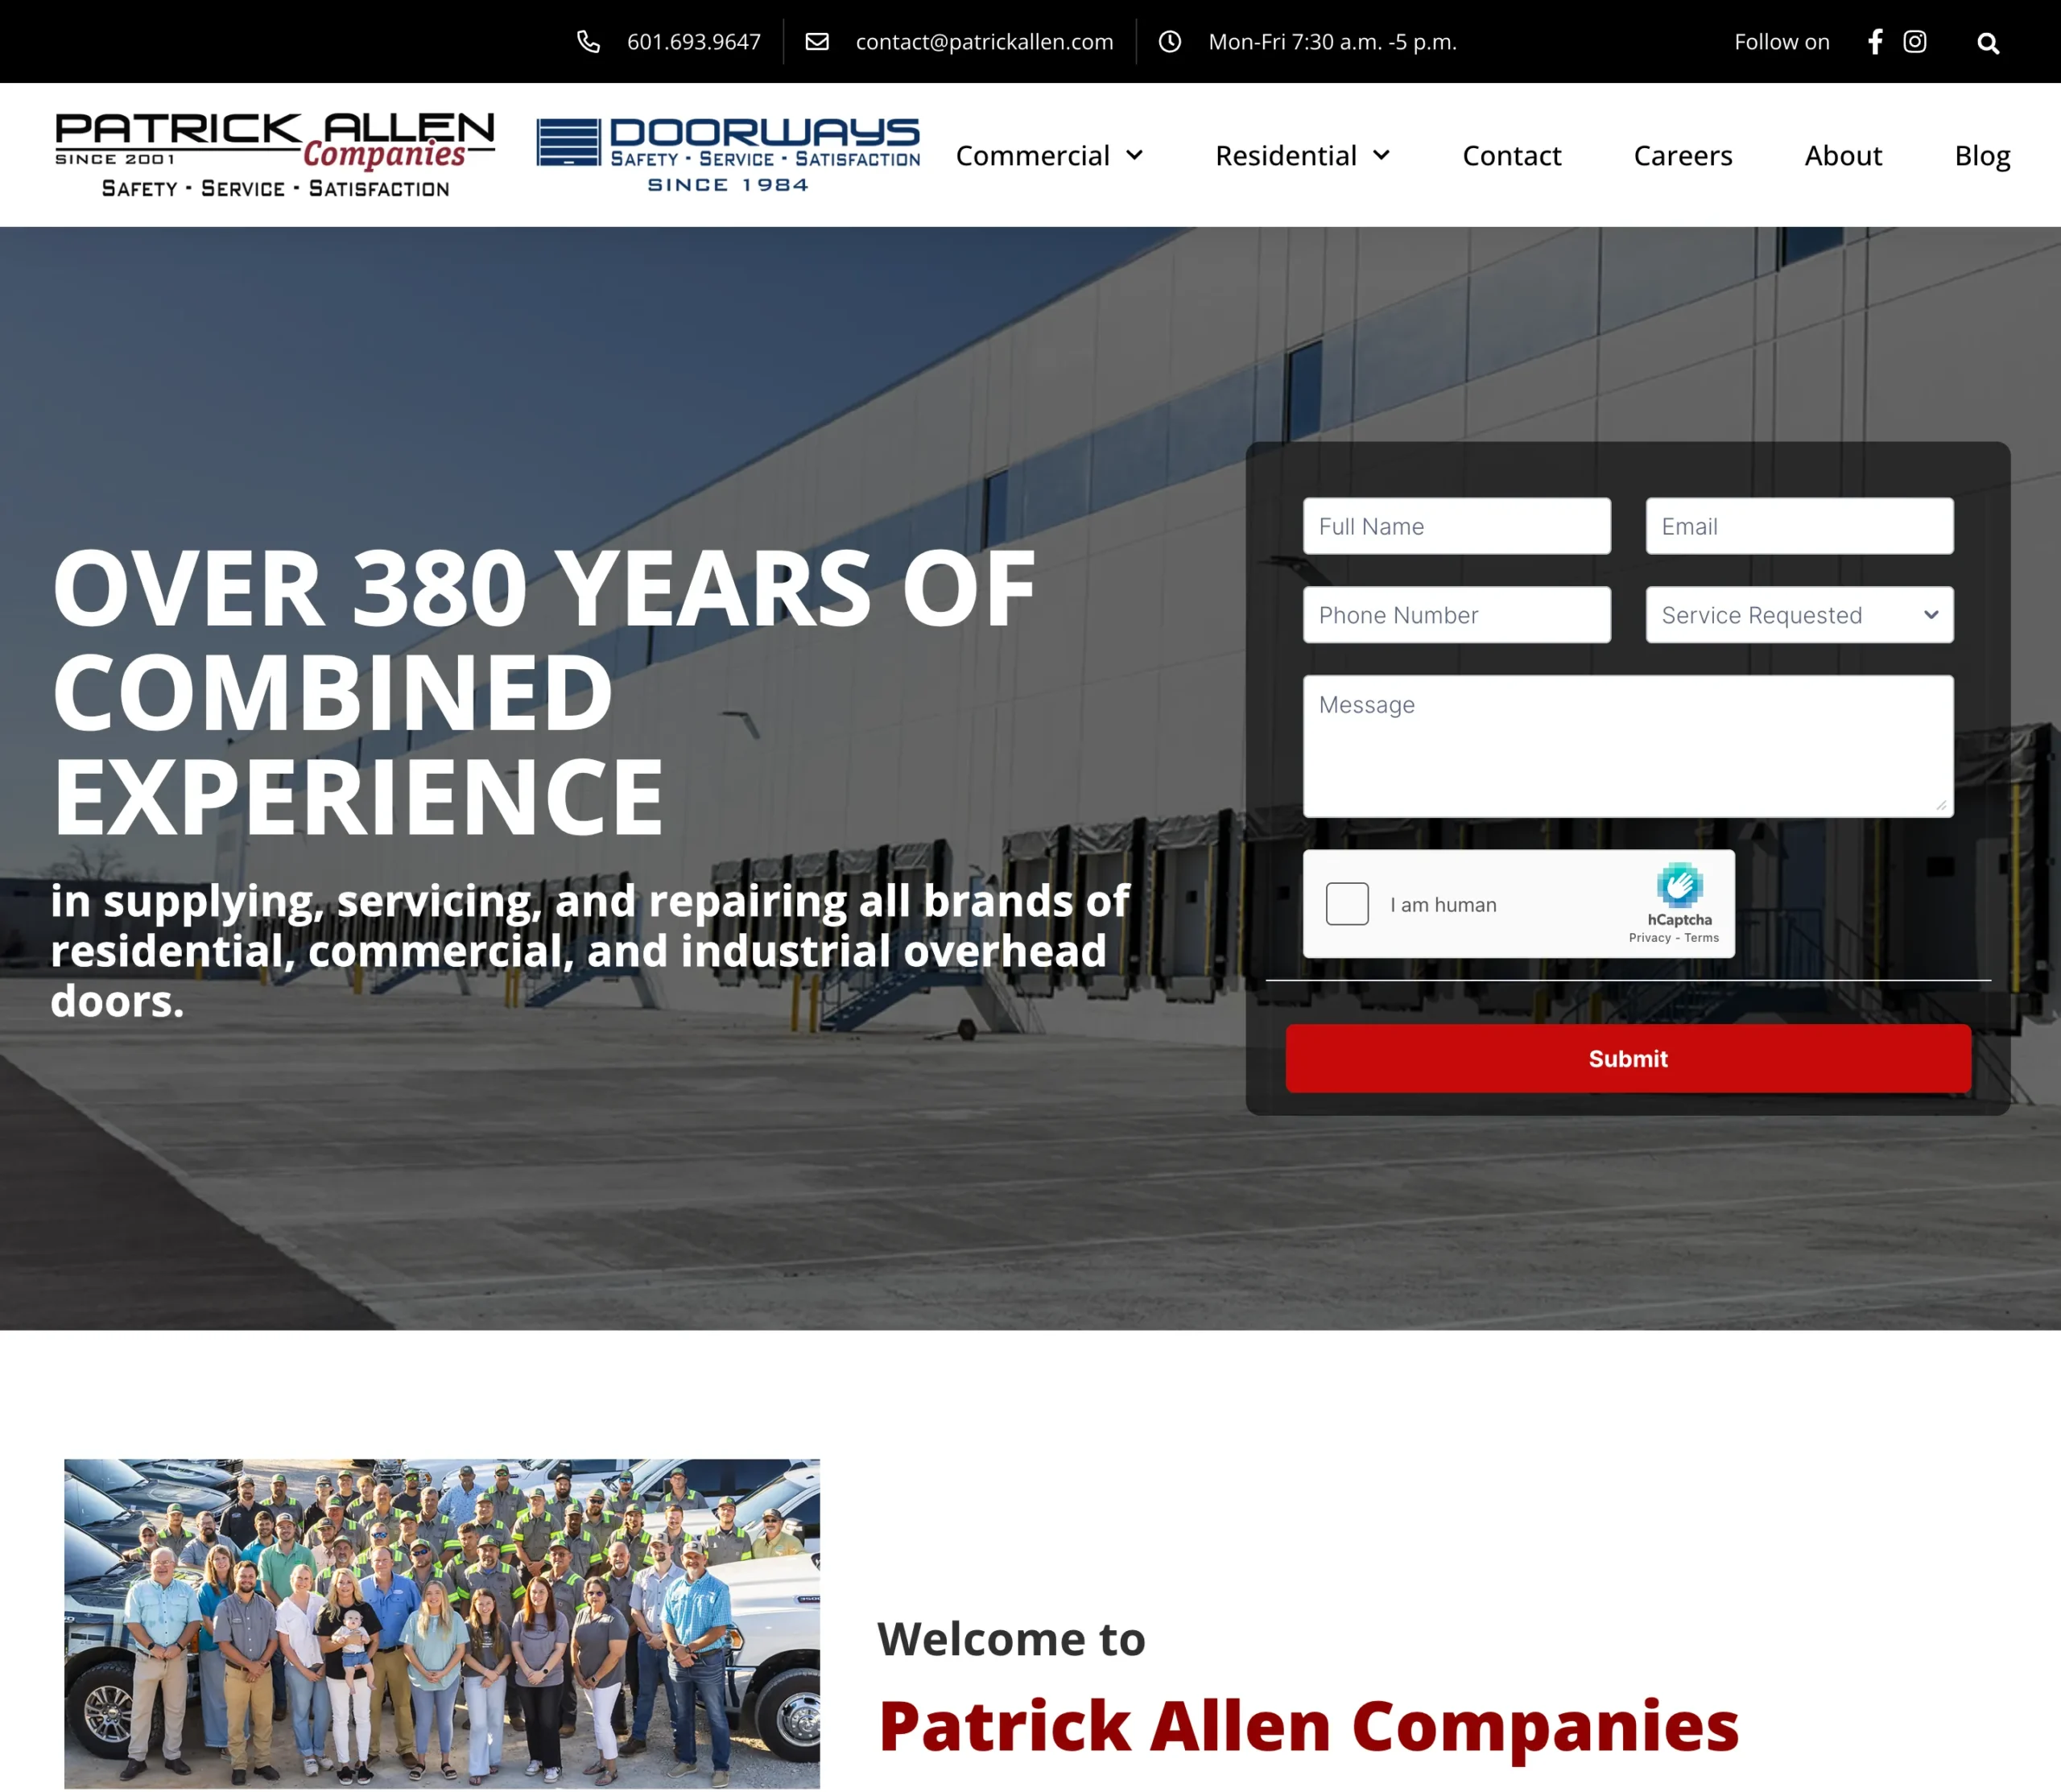 601.693.9647
contact@patrickallen.com
Mon-Fri 7:30 a.m. -5 p.m.
Follow on
PATRICK ALLEN
SINCE 2001
Companies
SAFETY · SERVICE · SATISFACTION
DOORWAYS
SAFETY · SERVICE · SATISFACTION
SINCE 1984
Commercial
Residential
Contact
Careers
About
Blog
OVER 380 YEARS OF
COMBINED
EXPERIENCE
in supplying, servicing, and repairing all brands of
residential, commercial, and industrial overhead
doors.
Full Name
Email
Phone Number
Service Requested
Message
I am human
hCaptcha
Privacy - Terms
Submit
Welcome to
Patrick Allen Companies